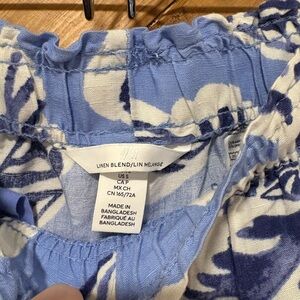 LINEN BLEND/LIN MÉLANGÉ
US S
CA P
MX CH
CN 165/72A
MADE IN
BANGLADESH
FABRIQUÉ AU
BANGLADESH